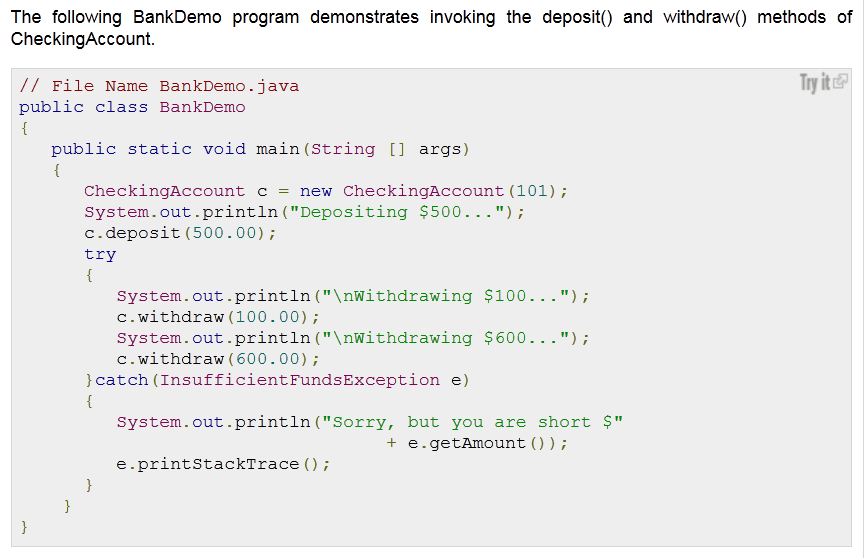 The following BankDemo program demonstrates invoking the deposit() and withdraw() methods of
CheckingAccount.
Try it
// File Name BankDemo.java
public class BankDemo
{
   public static void main(String [] args)
   {
      CheckingAccount c = new CheckingAccount(101);
      System.out.println("Depositing $500...");
      c.deposit(500.00);
      try
      {
         System.out.println("\nWithdrawing $100...");
         c.withdraw(100.00);
         System.out.println("\nWithdrawing $600...");
         c.withdraw(600.00);
      }catch(InsufficientFundsException e)
      {
         System.out.println("Sorry, but you are short $"
                                  + e.getAmount());
         e.printStackTrace();
      }
    }
}